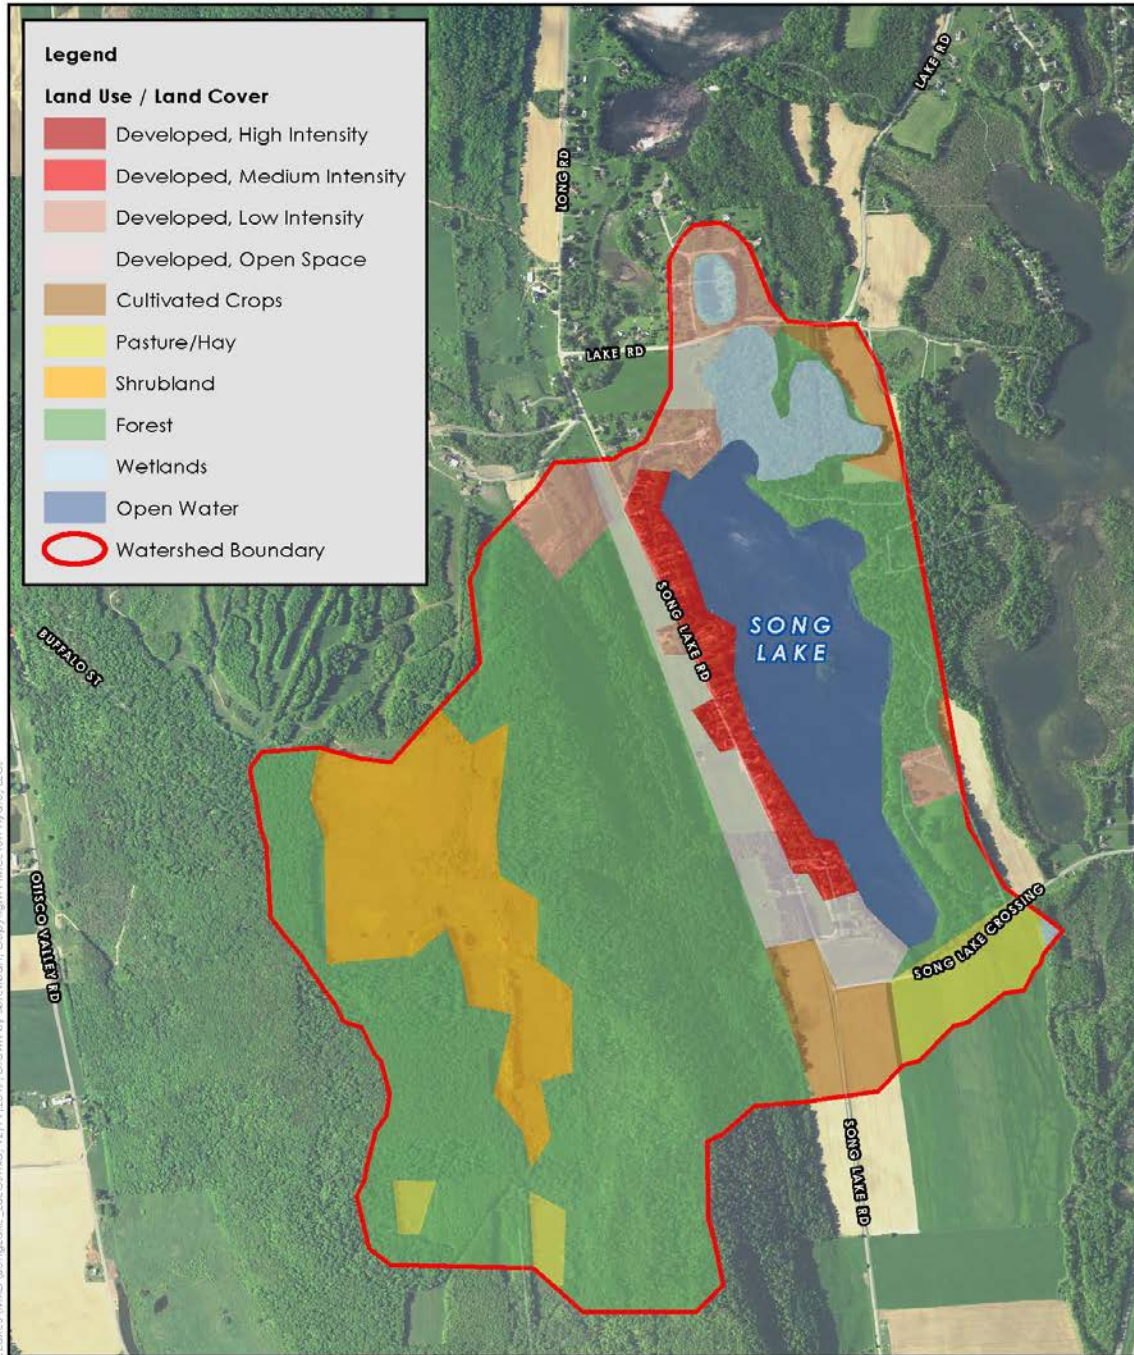 Legend
Land Use / Land Cover
Developed, High Intensity
Developed, Medium Intensity
Developed, Low Intensity
Developed, Open Space
Cultivated Crops
Pasture/Hay
Shrubland
Forest
Wetlands
Open Water
Watershed Boundary
LAKE RD
LONG RD
LAKE RD
SONG LAKE RD
SONG
LAKE
BUFFALO ST
OTISCO VALLEY RD
SONG LAKE CROSSING
SONG LAKE RD